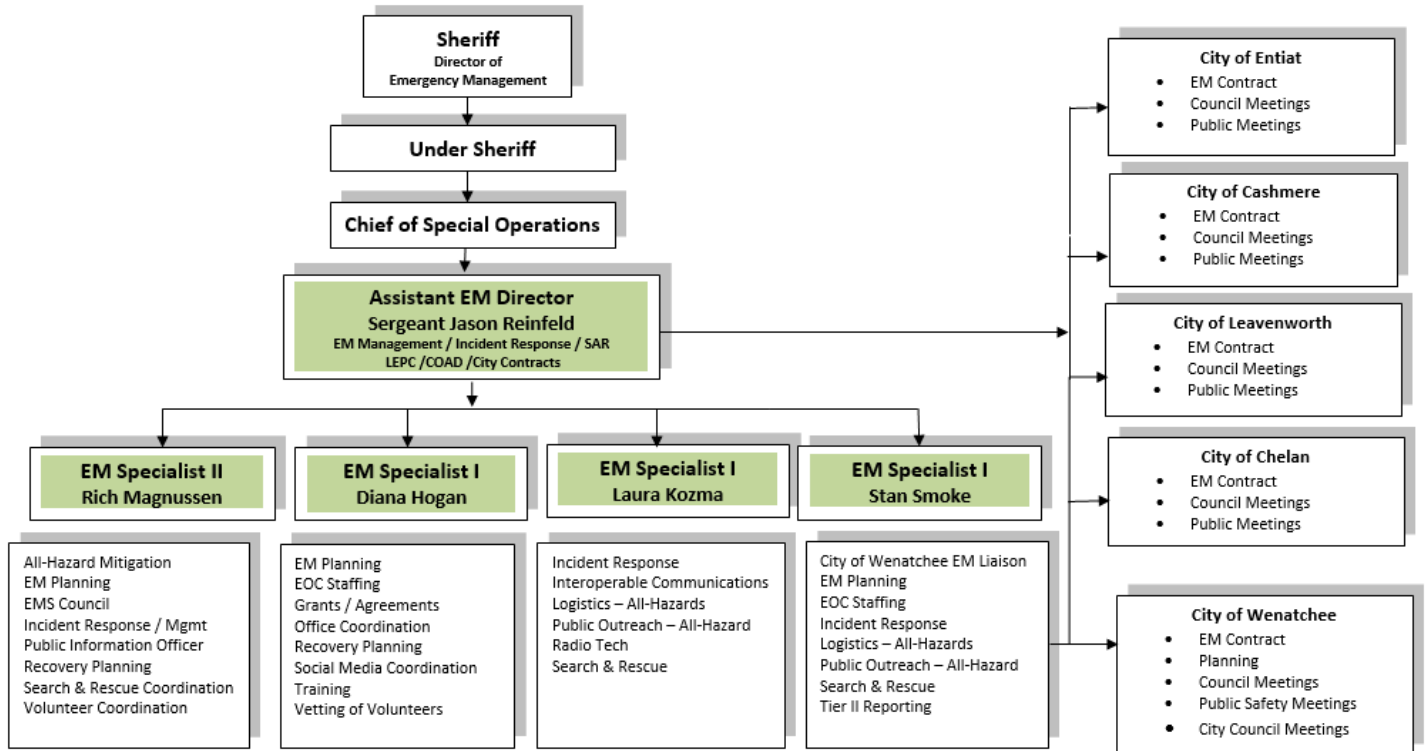 Sheriff
Director of
Emergency Management
Under Sheriff
Chief of Special Operations
Assistant EM Director
Sergeant Jason Reinfeld
EM Management / Incident Response / SAR
LEPC /COAD /City Contracts
EM Specialist II
Rich Magnussen
EM Specialist I
Diana Hogan
EM Specialist I
Laura Kozma
EM Specialist I
Stan Smoke
All-Hazard Mitigation
EM Planning
EMS Council
Incident Response / Mgmt
Public Information Officer
Recovery Planning
Search & Rescue Coordination
Volunteer Coordination
EM Planning
EOC Staffing
Grants / Agreements
Office Coordination
Recovery Planning
Social Media Coordination
Training
Vetting of Volunteers
Incident Response
Interoperable Communications
Logistics – All-Hazards
Public Outreach – All-Hazard
Radio Tech
Search & Rescue
City of Wenatchee EM Liaison
EM Planning
EOC Staffing
Incident Response
Logistics – All-Hazards
Public Outreach – All-Hazard
Search & Rescue
Tier II Reporting
City of Entiat
• EM Contract
• Council Meetings
• Public Meetings
City of Cashmere
• EM Contract
• Council Meetings
• Public Meetings
City of Leavenworth
• EM Contract
• Council Meetings
• Public Meetings
City of Chelan
• EM Contract
• Council Meetings
• Public Meetings
City of Wenatchee
• EM Contract
• Planning
• Council Meetings
• Public Safety Meetings
• City Council Meetings